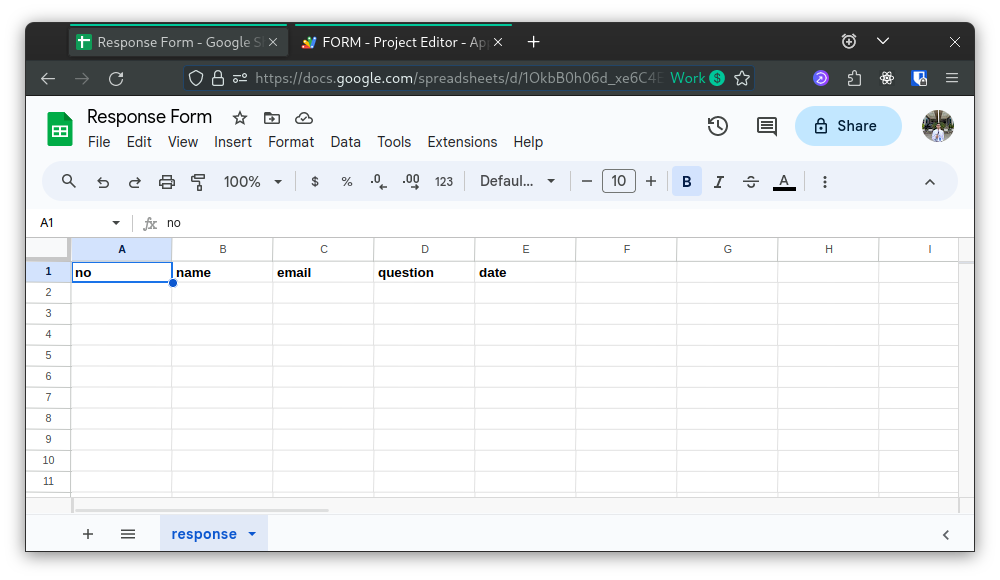 Response Form - Google S
FORM - Project Editor - Ap
https://docs.google.com/spreadsheets/d/1OkbB0h06d_xe6C4E Work
Response Form
Share
File Edit View Insert Format Data Tools Extensions Help
100% $ % .0 .00 123 Defaul... 10 B I S A
A1 fx no
A B C D E F G H I
1 no name email question date
2
3
4
5
6
7
8
9
10
11
response